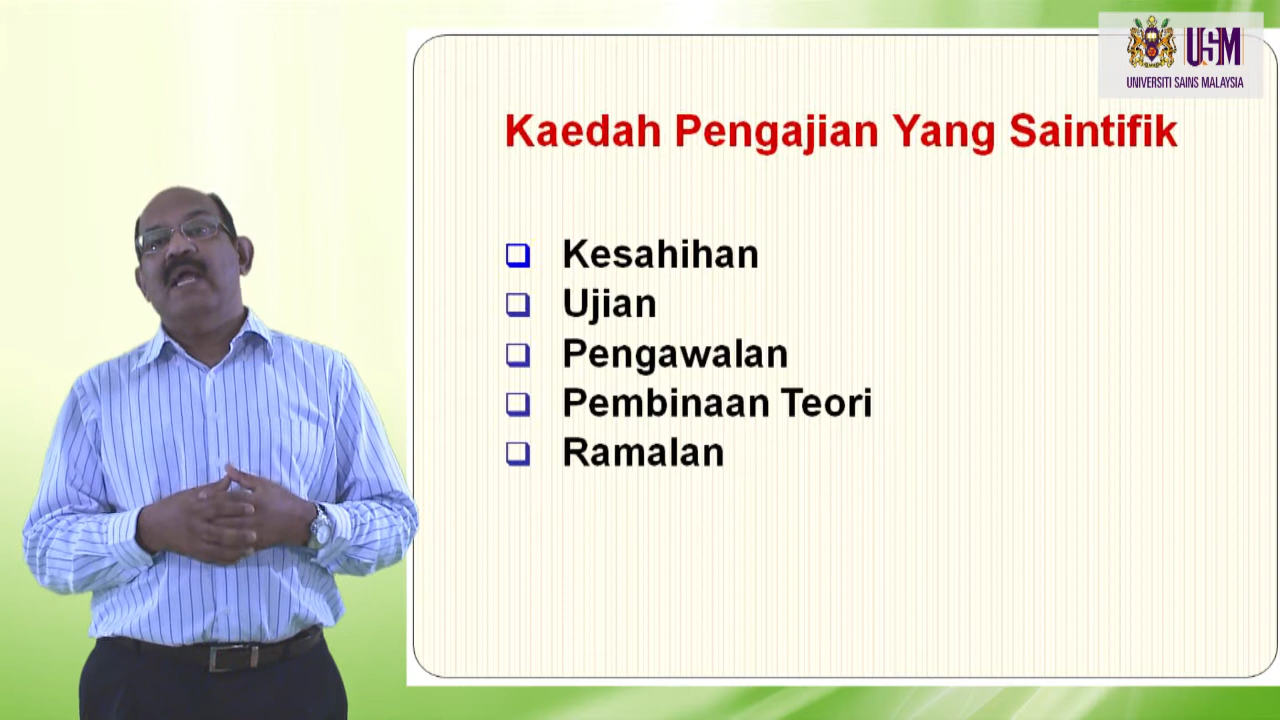 USM
UNIVERSITI SAINS MALAYSIA
Kaedah Pengajian Yang Saintifik
Kesahihan
Ujian
Pengawalan
Pembinaan Teori
Ramalan